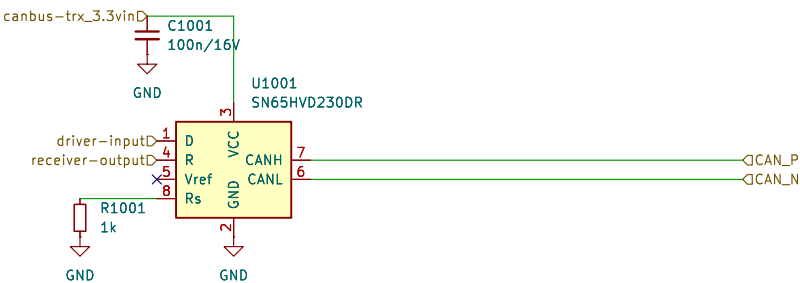 canbus-trx_3.3vin
C1001
100n/16V
GND
U1001
SN65HVD230DR
3
VCC
driver-input 1 D
receiver-output 4 R CANH 7 CAN_P
5 Vref CANL 6 CAN_N
8 Rs GND
R1001
1k
2
GND GND